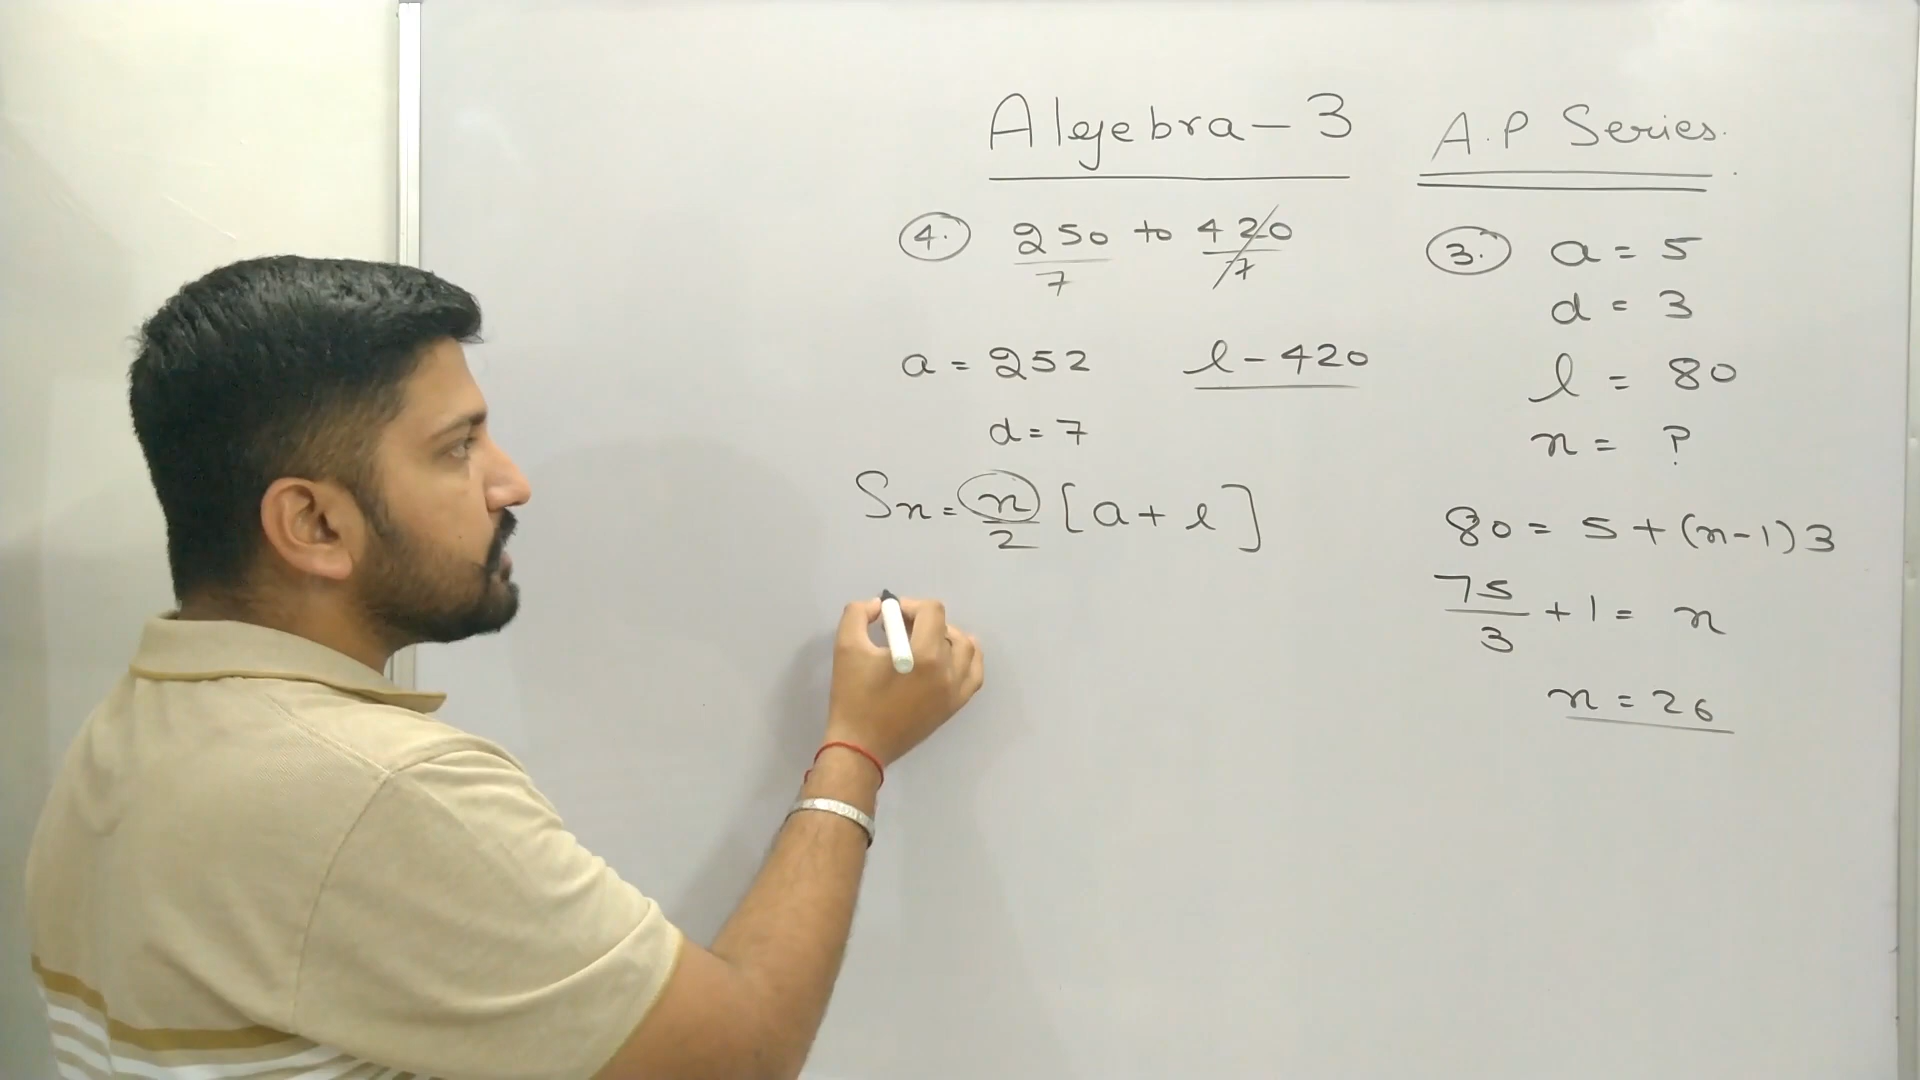 Algebra-3 A.P Series.
4. 250/7 to 420/7
a = 252 l - 420
d = 7
Sn = n/2 [a + l]
3. a = 5
d = 3
l = 80
n = ?
80 = 5 + (n-1)3
75/3 + 1 = n
n = 26